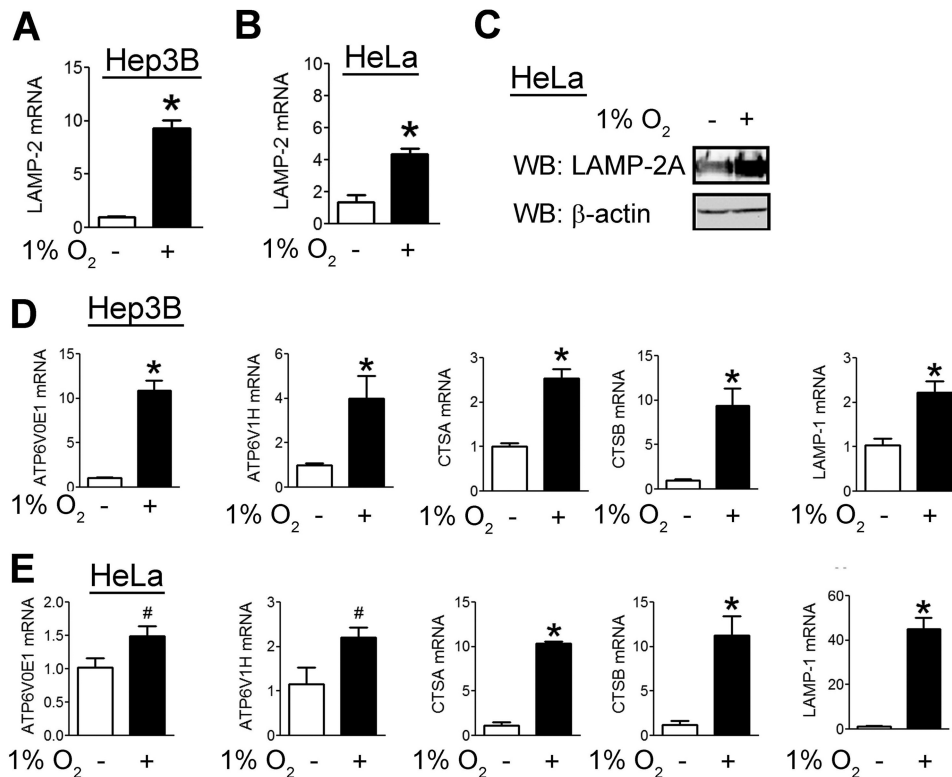 A
Hep3B
LAMP-2 mRNA
15
10
5
0
*
1% O₂ - +
B
HeLa
LAMP-2 mRNA
10
8
6
4
2
0
*
1% O₂ - +
C
HeLa
1% O₂ - +
WB: LAMP-2A
WB: β-actin
D
Hep3B
ATP6V0E1 mRNA
15
10
5
0
*
1% O₂ - +
ATP6V1H mRNA
6
4
2
0
*
1% O₂ - +
CTSA mRNA
3
2
1
0
*
1% O₂ - +
CTSB mRNA
15
10
5
0
*
1% O₂ - +
LAMP-1 mRNA
3
2
1
0
*
1% O₂ - +
E
HeLa
ATP6V0E1 mRNA
2.0
1.5
1.0
0.5
0.0
#
1% O₂ - +
ATP6V1H mRNA
3
2
1
0
#
1% O₂ - +
CTSA mRNA
15
10
5
0
*
1% O₂ - +
CTSB mRNA
15
10
5
0
*
1% O₂ - +
LAMP-1 mRNA
60
40
20
0
*
1% O₂ - +